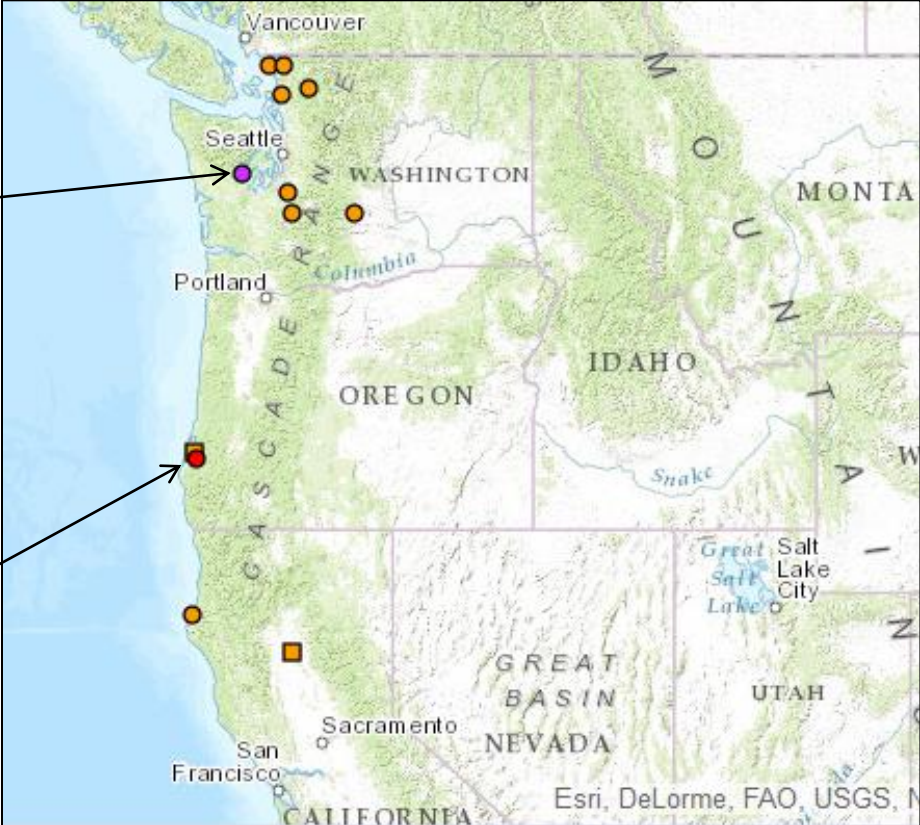 Vancouver
Seattle
WASHINGTON
MONTA
Columbia
Portland
CASCADE RANGE
OREGON
IDAHO
MOUNTAIN
Snake
Great
Salt
Lake
Salt
Lake
City
GREAT
BASIN
UTAH
Sacramento
NEVADA
San
Francisco
CALIFORNIA
Esri, DeLorme, FAO, USGS, N